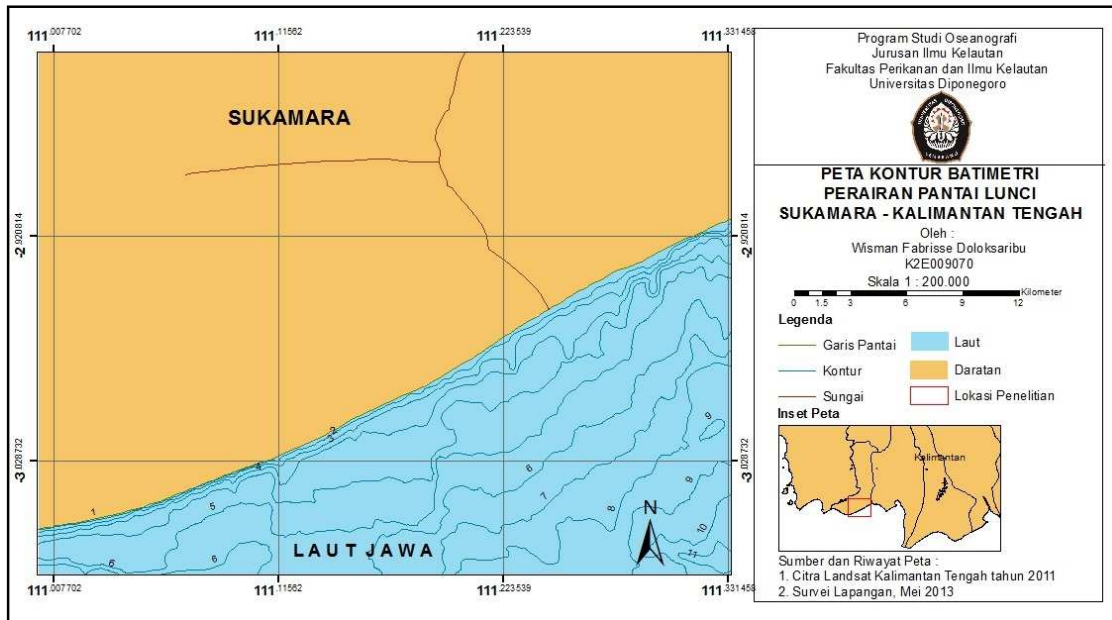 111.007702 111.11562 111.223539 111.331458
SUKAMARA
-2.920814 -2.920814
-3.028732 -3.028732
1 2 3 4 5 6 6 6 7 8 9 9 10 11
N
LAUT JAWA
111.007702 111.11562 111.223539 111.331458
Program Studi Oseanografi
Jurusan Ilmu Kelautan
Fakultas Perikanan dan Ilmu Kelautan
Universitas Diponegoro
PETA KONTUR BATIMETRI
PERAIRAN PANTAI LUNCI
SUKAMARA - KALIMANTAN TENGAH
Oleh :
Wisman Fabrisse Doloksaribu
K2E009070
Skala 1 : 200.000
Kilometer
0 1.5 3 6 9 12
Legenda
Garis Pantai Laut
Kontur Daratan
Sungai Lokasi Penelitian
Inset Peta
Kalimantan
Sumber dan Riwayat Peta :
1. Citra Landsat Kalimantan Tengah tahun 2011
2. Survei Lapangan, Mei 2013